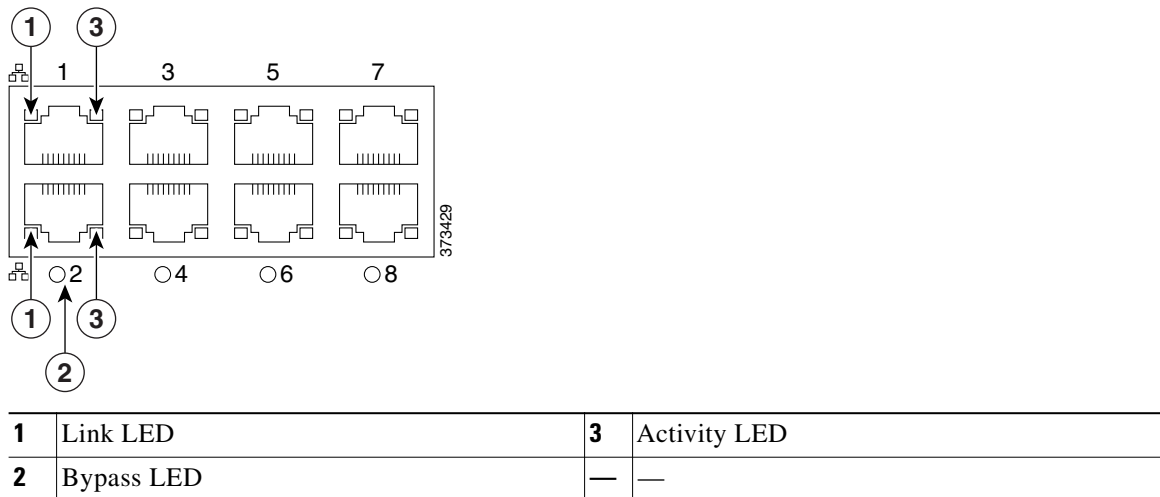 1 3
1 3 5 7
373429
2 4 6 8
1 3
2
1 Link LED 3 Activity LED
2 Bypass LED — —